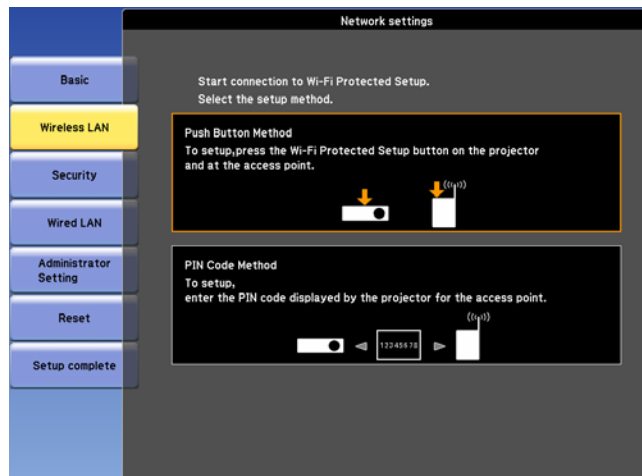 Network settings
Basic
Wireless LAN
Security
Wired LAN
Administrator
Setting
Reset
Setup complete
Start connection to Wi-Fi Protected Setup.
Select the setup method.
Push Button Method
To setup,press the Wi-Fi Protected Setup button on the projector
and at the access point.
PIN Code Method
To setup,
enter the PIN code displayed by the projector for the access point.
12345678